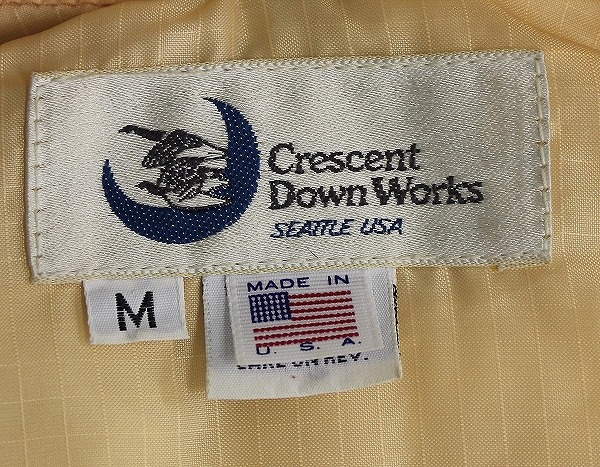 Crescent
Down Works
SEATTLE USA
M
MADE IN
U. S. A.